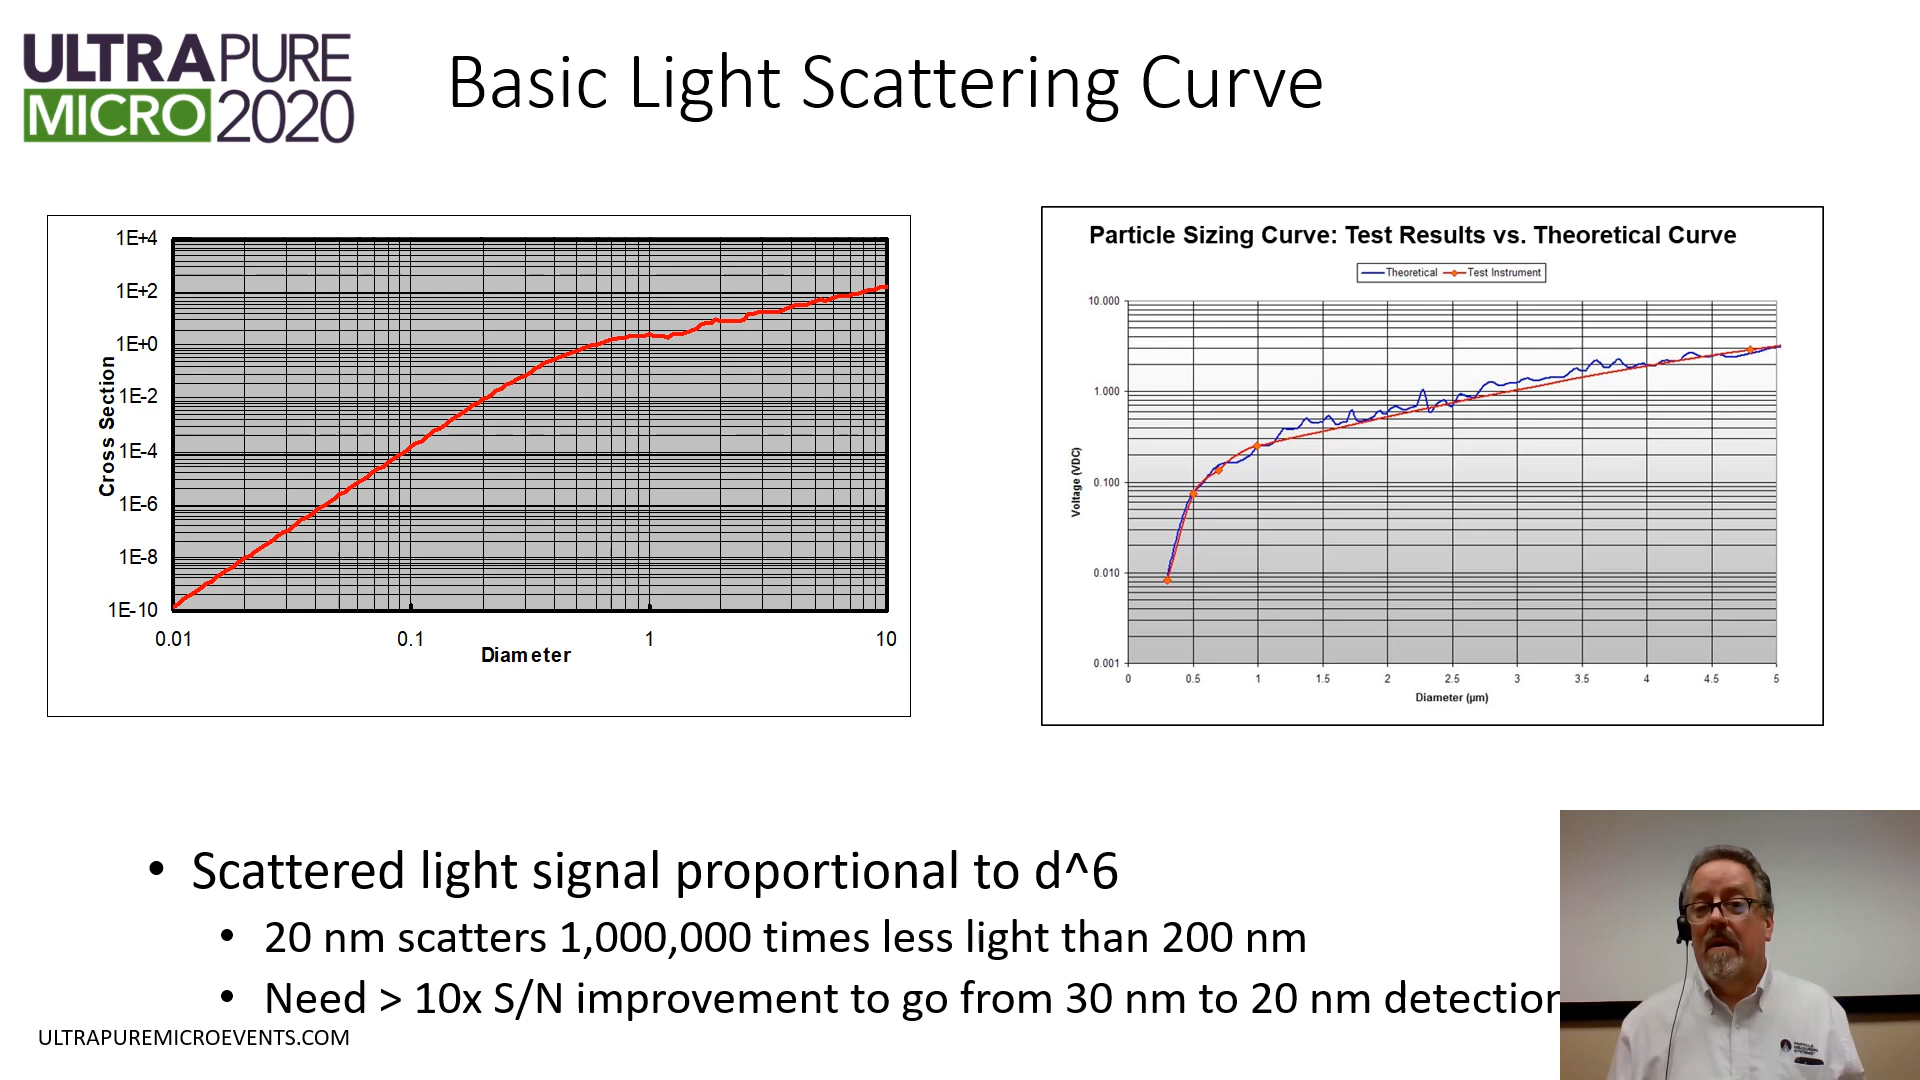 ULTRAPURE
MICRO 2020
Basic Light Scattering Curve
1E+4
1E+2
1E+0
1E-2
1E-4
1E-6
1E-8
1E-10
Cross Section
0.01 0.1 1 10
Diameter
Particle Sizing Curve: Test Results vs. Theoretical Curve
Theoretical Test Instrument
10.000
1.000
0.100
0.010
0.001
Voltage (VDC)
0 0.5 1 1.5 2 2.5 3 3.5 4 4.5 5
Diameter (µm)
• Scattered light signal proportional to d^6
• 20 nm scatters 1,000,000 times less light than 200 nm
• Need > 10x S/N improvement to go from 30 nm to 20 nm detection
ULTRAPUREMICROEVENTS.COM
PARTICLE
MEASURING
SYSTEMS